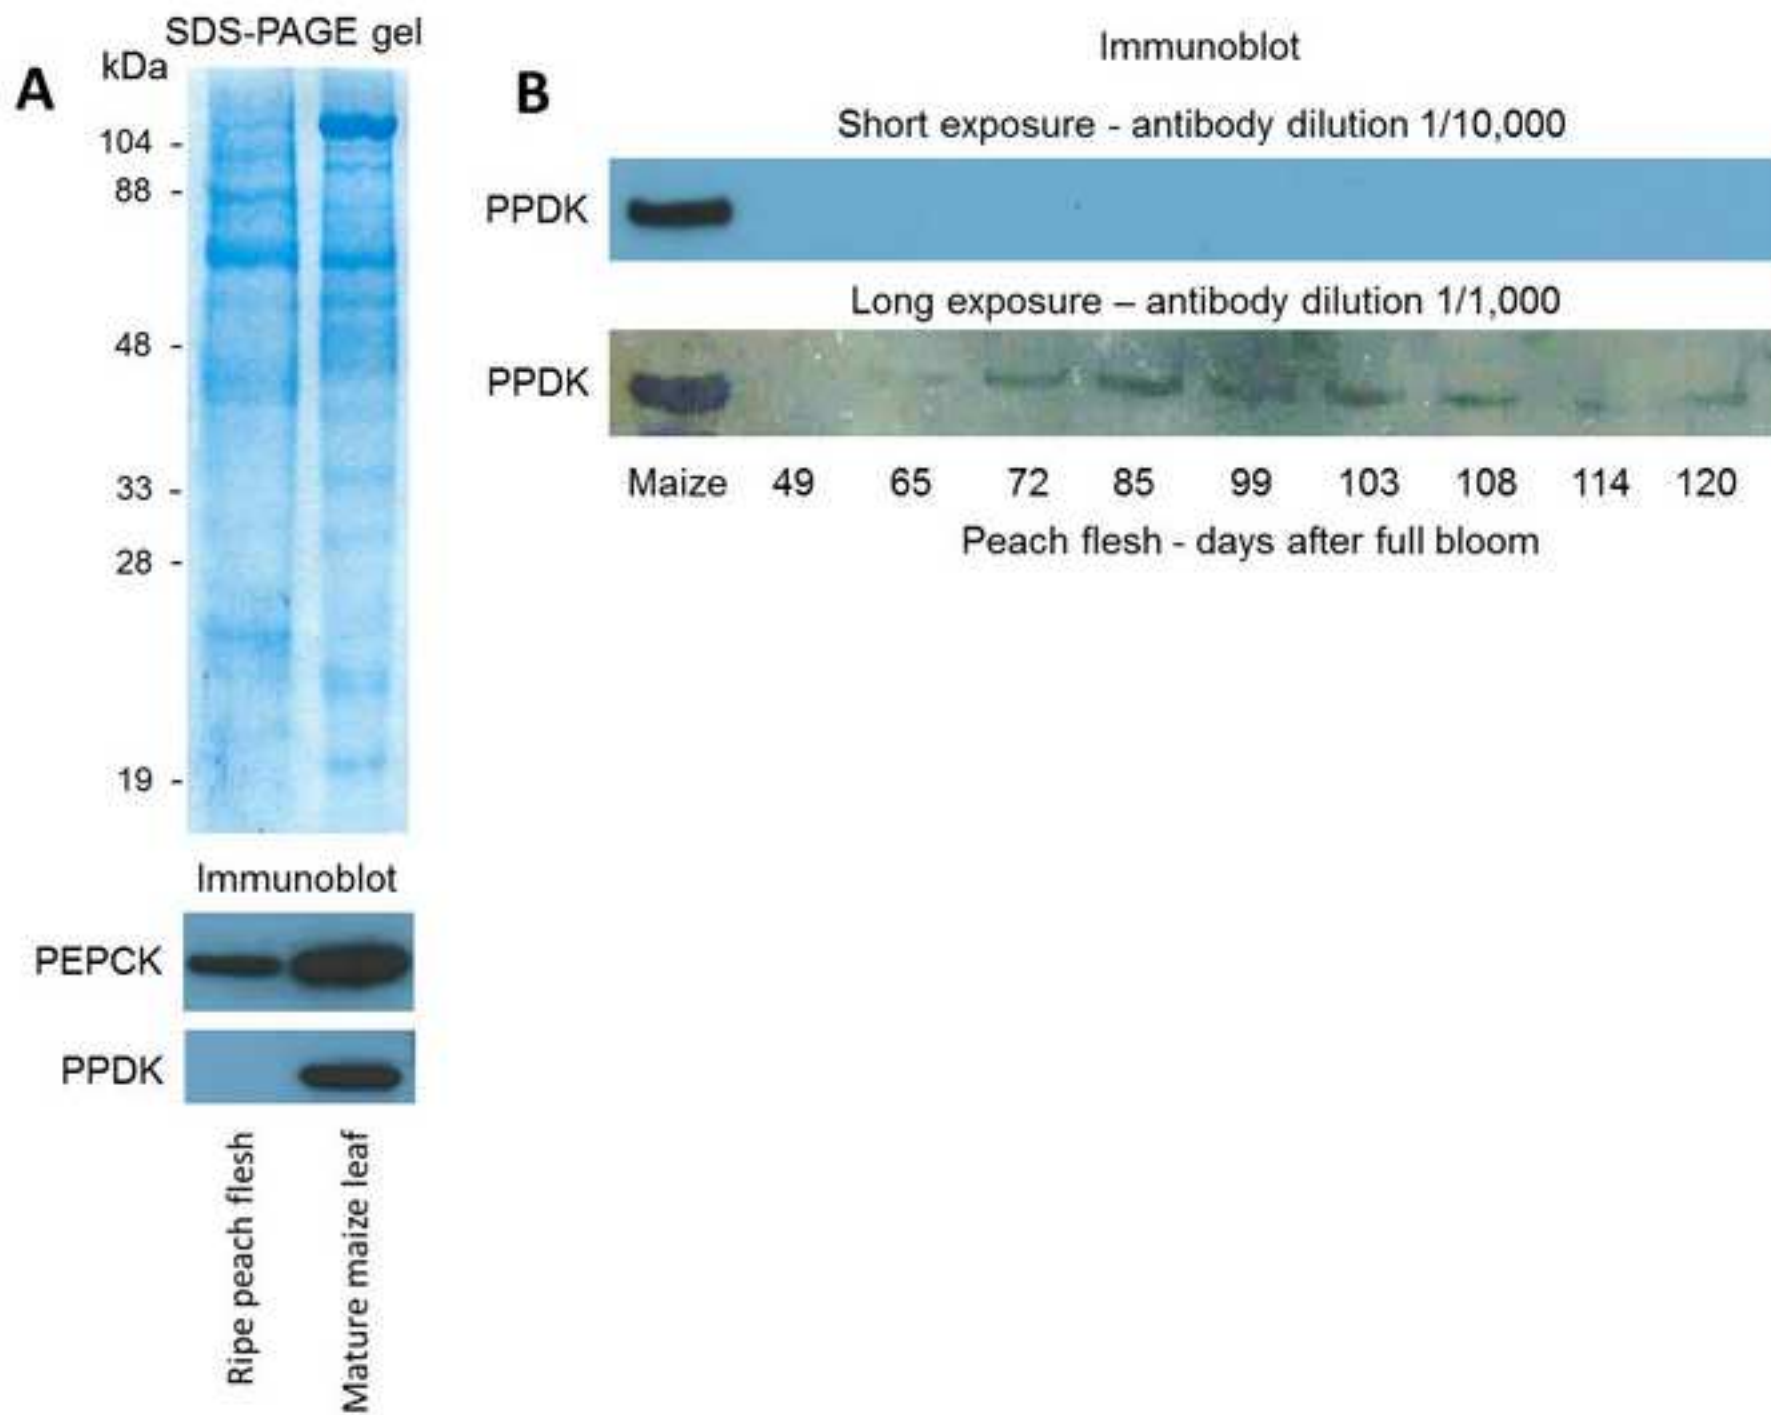 A
SDS-PAGE gel
kDa
104 -
88 -
48 -
33 -
28 -
19 -
Immunoblot
PEPCK
PPDK
Ripe peach flesh
Mature maize leaf
B
Immunoblot
Short exposure - antibody dilution 1/10,000
PPDK
Long exposure – antibody dilution 1/1,000
PPDK
Maize 49 65 72 85 99 103 108 114 120
Peach flesh - days after full bloom